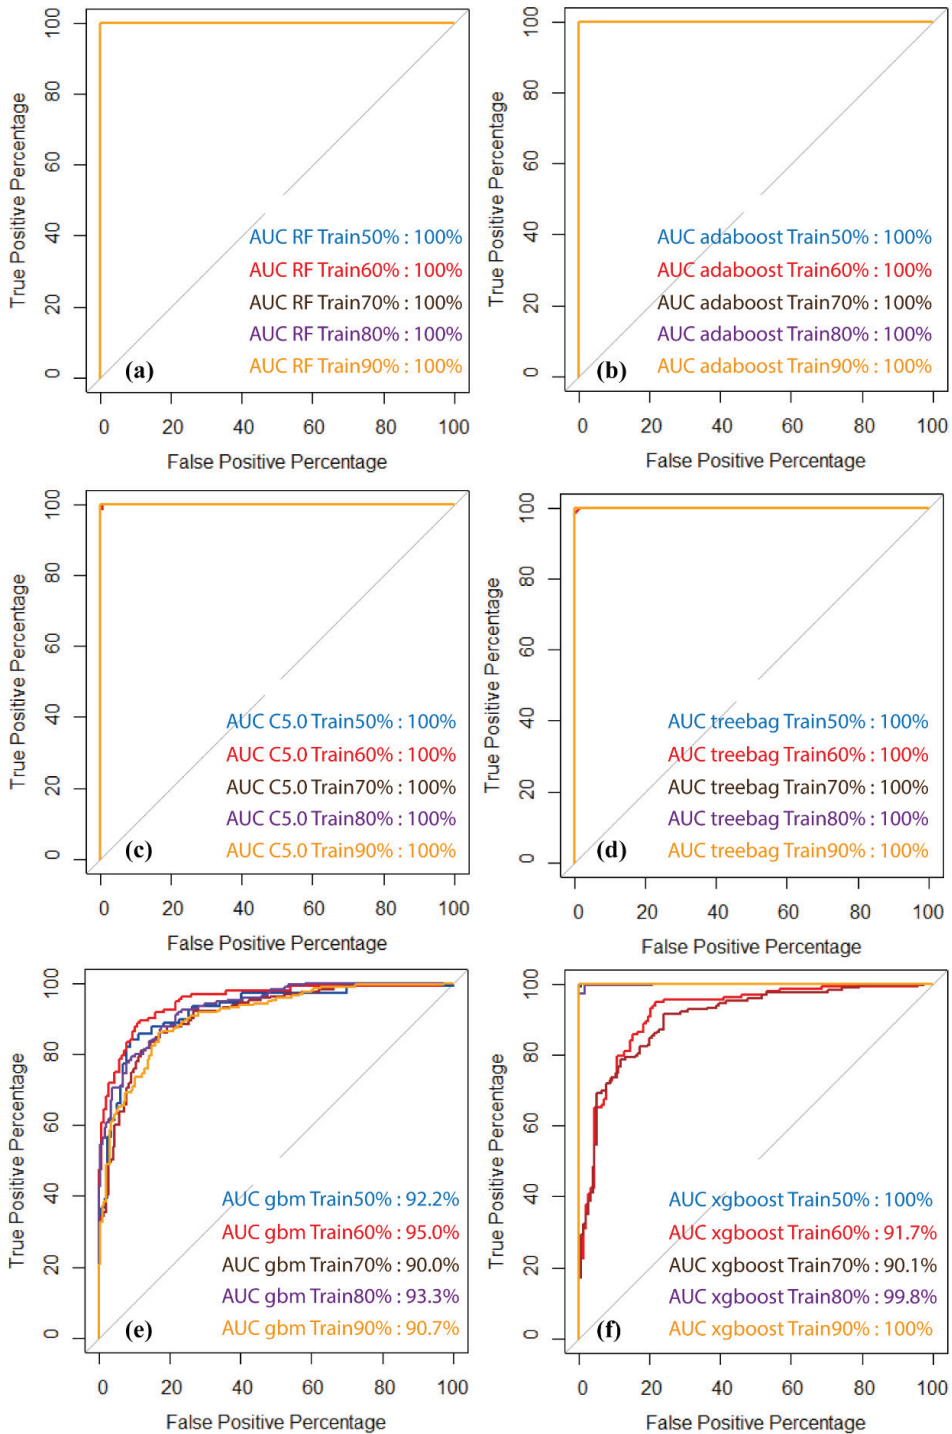 True Positive Percentage
100
80
60
40
20
0
AUC RF Train50% : 100%
AUC RF Train60% : 100%
AUC RF Train70% : 100%
AUC RF Train80% : 100%
AUC RF Train90% : 100%
(a)
0 20 40 60 80 100
False Positive Percentage
True Positive Percentage
100
80
60
40
20
0
AUC adaboost Train50% : 100%
AUC adaboost Train60% : 100%
AUC adaboost Train70% : 100%
AUC adaboost Train80% : 100%
AUC adaboost Train90% : 100%
(b)
0 20 40 60 80 100
False Positive Percentage
True Positive Percentage
100
80
60
40
20
0
AUC C5.0 Train50% : 100%
AUC C5.0 Train60% : 100%
AUC C5.0 Train70% : 100%
AUC C5.0 Train80% : 100%
AUC C5.0 Train90% : 100%
(c)
0 20 40 60 80 100
False Positive Percentage
True Positive Percentage
100
80
60
40
20
0
AUC treebag Train50% : 100%
AUC treebag Train60% : 100%
AUC treebag Train70% : 100%
AUC treebag Train80% : 100%
AUC treebag Train90% : 100%
(d)
0 20 40 60 80 100
False Positive Percentage
True Positive Percentage
100
80
60
40
20
0
AUC gbm Train50% : 92.2%
AUC gbm Train60% : 95.0%
AUC gbm Train70% : 90.0%
AUC gbm Train80% : 93.3%
AUC gbm Train90% : 90.7%
(e)
0 20 40 60 80 100
False Positive Percentage
True Positive Percentage
100
80
60
40
20
0
AUC xgboost Train50% : 100%
AUC xgboost Train60% : 91.7%
AUC xgboost Train70% : 90.1%
AUC xgboost Train80% : 99.8%
AUC xgboost Train90% : 100%
(f)
0 20 40 60 80 100
False Positive Percentage